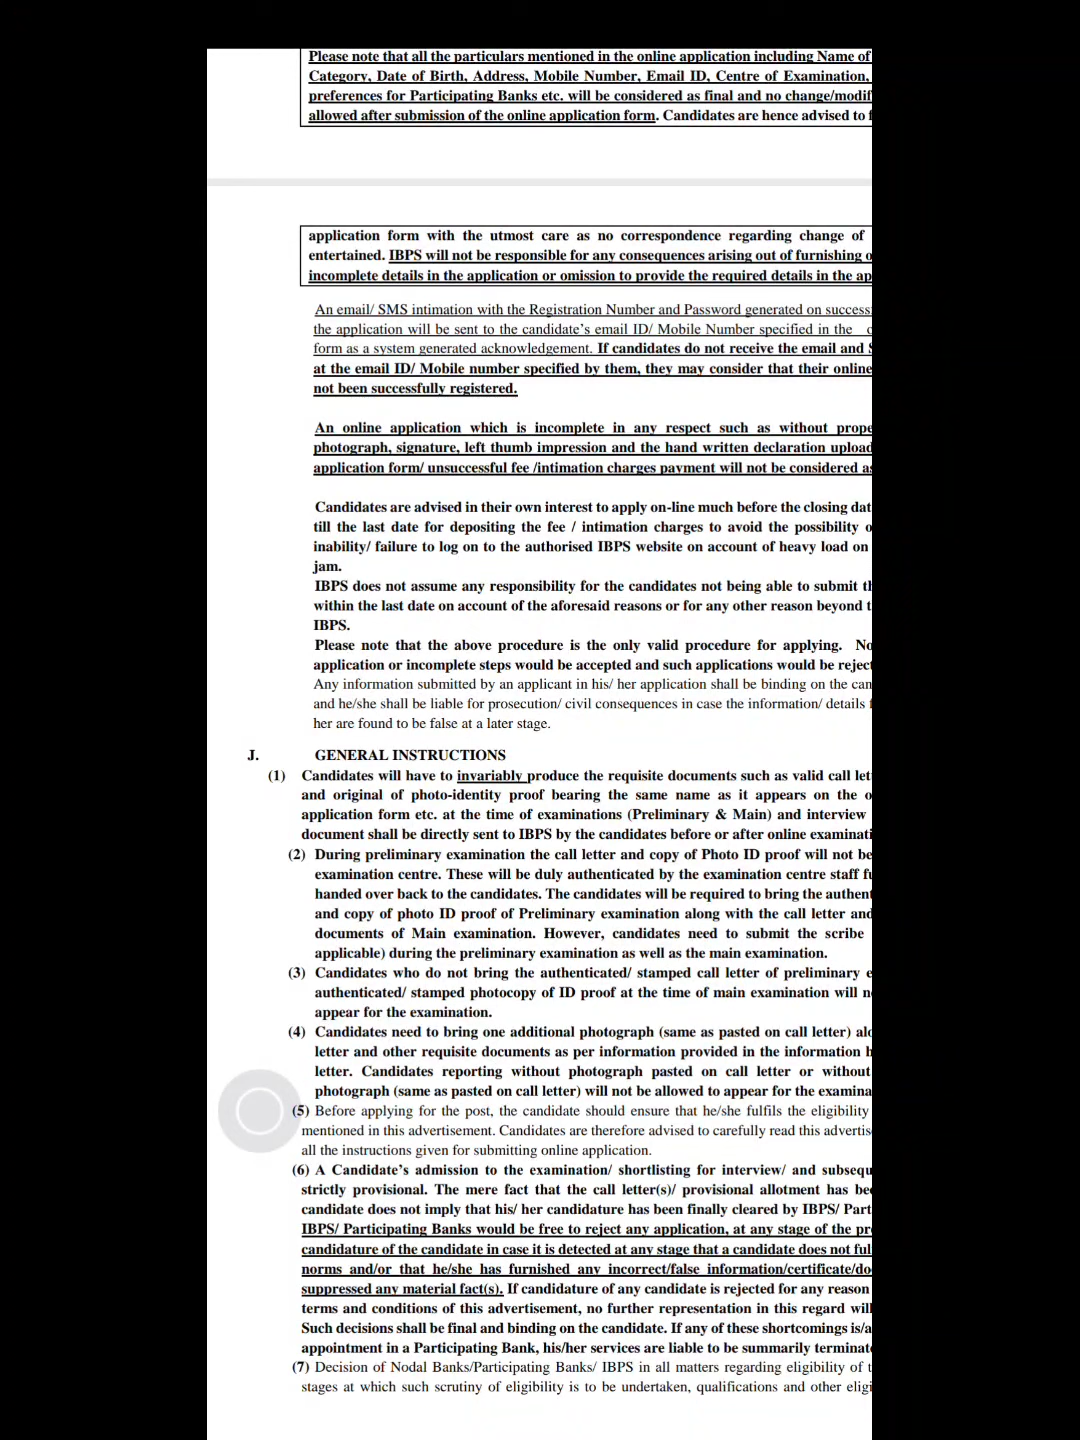 Please note that all the particulars mentioned in the online application including Name of
Category, Date of Birth, Address, Mobile Number, Email ID, Centre of Examination,
preferences for Participating Banks etc. will be considered as final and no change/modif
allowed after submission of the online application form. Candidates are hence advised to f
application form with the utmost care as no correspondence regarding change of
entertained. IBPS will not be responsible for any consequences arising out of furnishing o
incomplete details in the application or omission to provide the required details in the ap
An email/ SMS intimation with the Registration Number and Password generated on success
the application will be sent to the candidate’s email ID/ Mobile Number specified in the
form as a system generated acknowledgement. If candidates do not receive the email and S
at the email ID/ Mobile number specified by them, they may consider that their online
not been successfully registered.
An online application which is incomplete in any respect such as without prope
photograph, signature, left thumb impression and the hand written declaration upload
application form/ unsuccessful fee /intimation charges payment will not be considered as
Candidates are advised in their own interest to apply on-line much before the closing dat
till the last date for depositing the fee / intimation charges to avoid the possibility o
inability/ failure to log on to the authorised IBPS website on account of heavy load on
jam.
IBPS does not assume any responsibility for the candidates not being able to submit th
within the last date on account of the aforesaid reasons or for any other reason beyond t
IBPS.
Please note that the above procedure is the only valid procedure for applying. No
application or incomplete steps would be accepted and such applications would be reject
Any information submitted by an applicant in his/ her application shall be binding on the can
and he/she shall be liable for prosecution/ civil consequences in case the information/ details f
her are found to be false at a later stage.
J. GENERAL INSTRUCTIONS
(1) Candidates will have to invariably produce the requisite documents such as valid call let
and original of photo-identity proof bearing the same name as it appears on the o
application form etc. at the time of examinations (Preliminary & Main) and interview
document shall be directly sent to IBPS by the candidates before or after online examinati
(2) During preliminary examination the call letter and copy of Photo ID proof will not be
examination centre. These will be duly authenticated by the examination centre staff fu
handed over back to the candidates. The candidates will be required to bring the authent
and copy of photo ID proof of Preliminary examination along with the call letter and
documents of Main examination. However, candidates need to submit the scribe
applicable) during the preliminary examination as well as the main examination.
(3) Candidates who do not bring the authenticated/ stamped call letter of preliminary e
authenticated/ stamped photocopy of ID proof at the time of main examination will n
appear for the examination.
(4) Candidates need to bring one additional photograph (same as pasted on call letter) alo
letter and other requisite documents as per information provided in the information h
letter. Candidates reporting without photograph pasted on call letter or without
photograph (same as pasted on call letter) will not be allowed to appear for the examina
(5) Before applying for the post, the candidate should ensure that he/she fulfils the eligibility
mentioned in this advertisement. Candidates are therefore advised to carefully read this advertis
all the instructions given for submitting online application.
(6) A Candidate’s admission to the examination/ shortlisting for interview/ and subsequ
strictly provisional. The mere fact that the call letter(s)/ provisional allotment has bee
candidate does not imply that his/ her candidature has been finally cleared by IBPS/ Part
IBPS/ Participating Banks would be free to reject any application, at any stage of the pr
candidature of the candidate in case it is detected at any stage that a candidate does not ful
norms and/or that he/she has furnished any incorrect/false information/certificate/do
suppressed any material fact(s). If candidature of any candidate is rejected for any reason
terms and conditions of this advertisement, no further representation in this regard will
Such decisions shall be final and binding on the candidate. If any of these shortcomings is/a
appointment in a Participating Bank, his/her services are liable to be summarily terminat
(7) Decision of Nodal Banks/Participating Banks/ IBPS in all matters regarding eligibility of t
stages at which such scrutiny of eligibility is to be undertaken, qualifications and other eligi